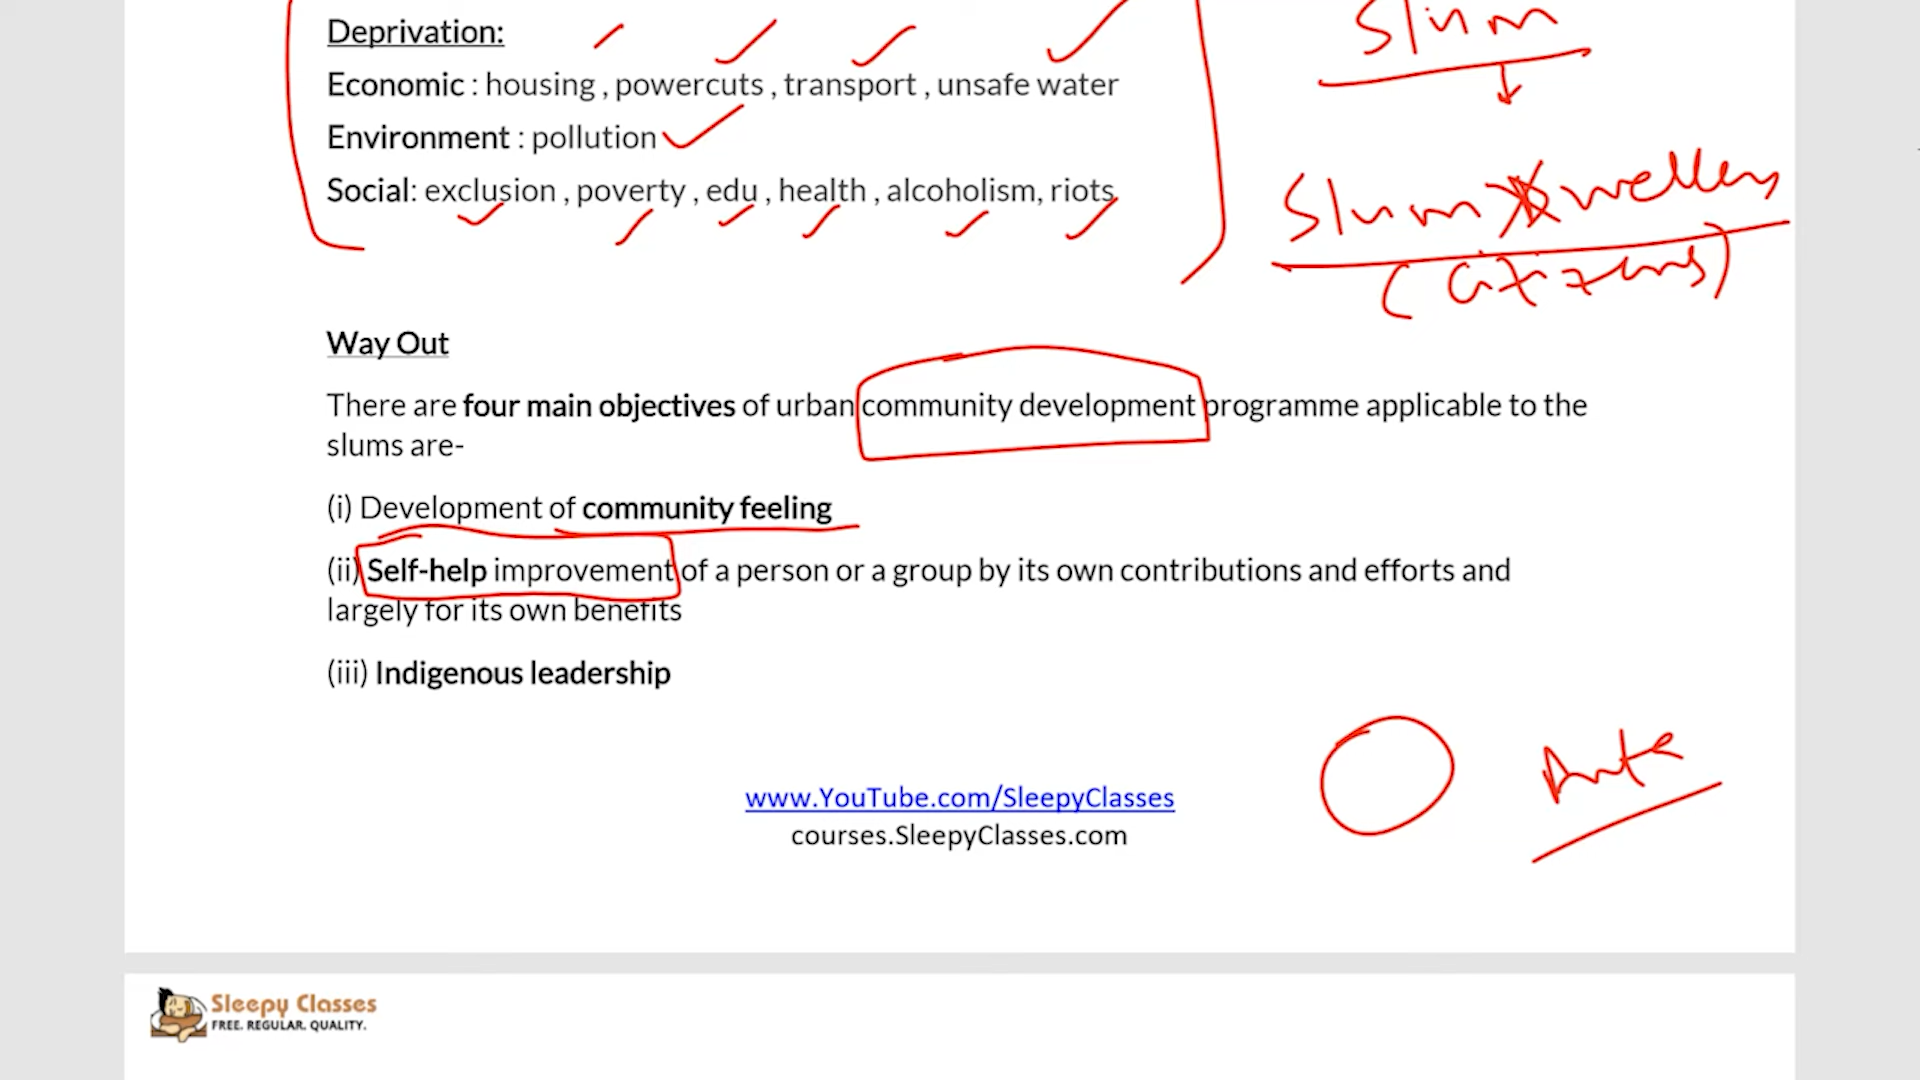 Deprivation:
Slum
Economic : housing , powercuts , transport , unsafe water
Environment : pollution
Slum Dwellers
Social: exclusion , poverty , edu , health , alcoholism, riots
(Citizens)
Way Out
There are four main objectives of urban community development programme applicable to the
slums are-
(i) Development of community feeling
(ii) Self-help improvement of a person or a group by its own contributions and efforts and
largely for its own benefits
(iii) Indigenous leadership
www.YouTube.com/SleepyClasses
courses.SleepyClasses.com
Sleepy Classes
FREE. REGULAR. QUALITY.